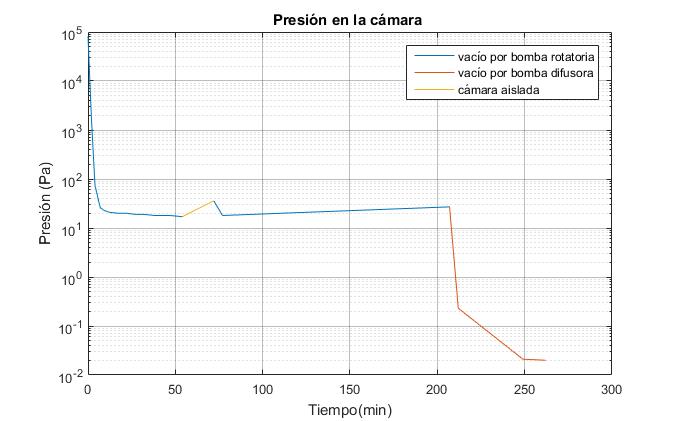 Presión en la cámara
10^5
10^4
10^3
10^2
10^1
10^0
10^-1
10^-2
Presión (Pa)
vacío por bomba rotatoria
vacío por bomba difusora
cámara aislada
0 50 100 150 200 250 300
Tiempo(min)